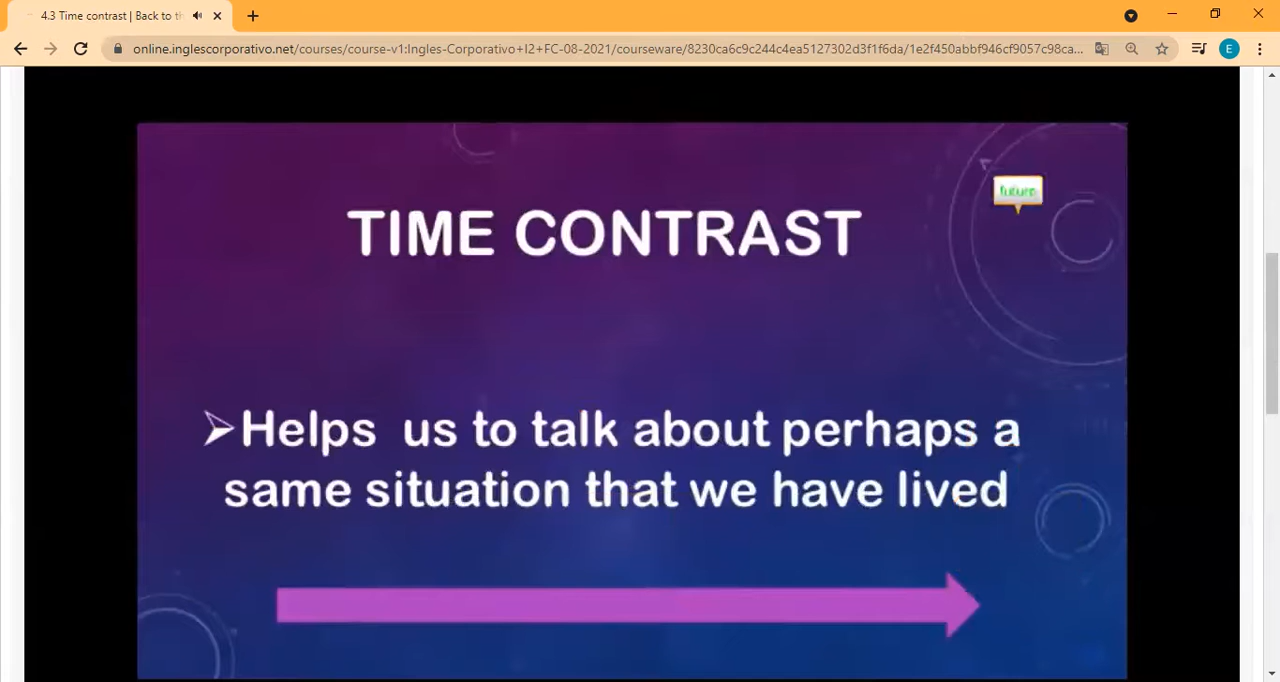 4.3 Time contrast | Back to th
online.inglescorporativo.net/courses/course-v1:Ingles-Corporativo+I2+FC-08-2021/courseware/8230ca6c9c244c4ea5127302d3f1f6da/1e2f450abbf946cf9057c98ca...
E
future
TIME CONTRAST
Helps us to talk about perhaps a
same situation that we have lived